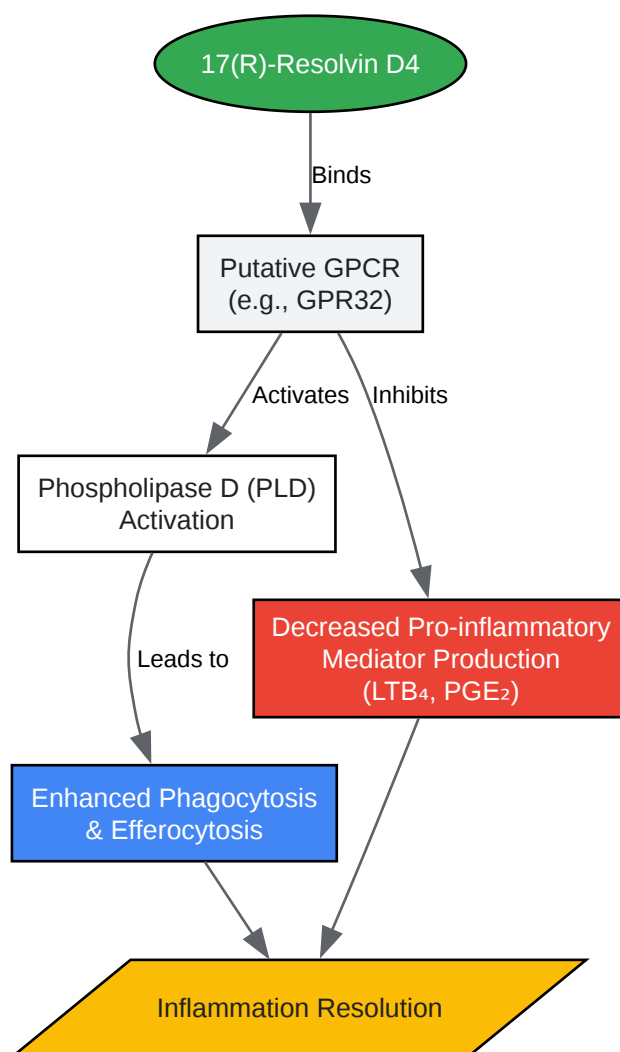 17(R)-Resolvin D4
Binds
Putative GPCR
(e.g., GPR32)
Activates
Inhibits
Phospholipase D (PLD)
Activation
Decreased Pro-inflammatory
Mediator Production
(LTB₄, PGE₂)
Leads to
Enhanced Phagocytosis
& Efferocytosis
Inflammation Resolution